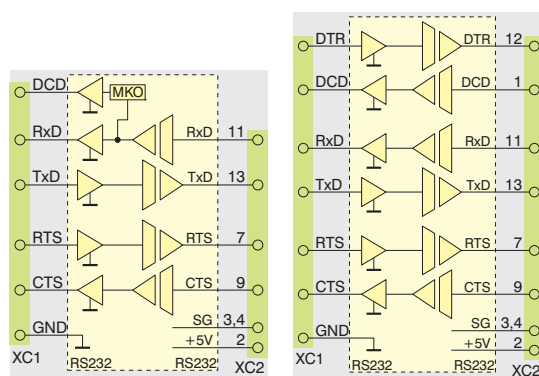 DCD MKO
RxD RxD 11
TxD TxD 13
RTS RTS 7
CTS CTS 9
GND SG 3,4
+5V 2
XC1 RS232 RS232 XC2
DTR DTR 12
DCD DCD 1
RxD RxD 11
TxD TxD 13
RTS RTS 7
CTS CTS 9
GND SG 3,4
+5V 2
XC1 RS232 RS232 XC2